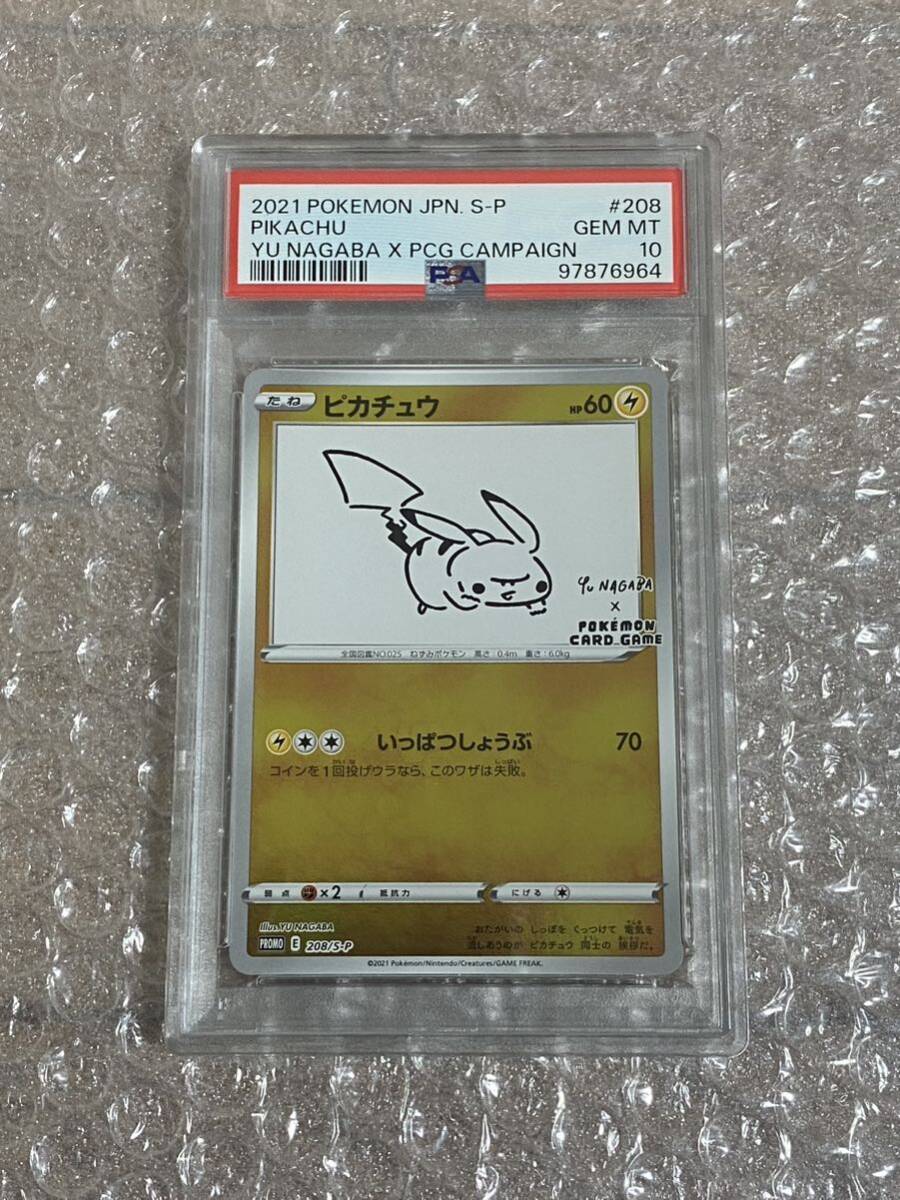 2021 POKEMON JPN. S-P #208
PIKACHU GEM MT
YU NAGABA X PCG CAMPAIGN 10
PSA 97876964
たね ピカチュウ HP60
Yu NAGABA
×
POKÉMON
CARD GAME
全国図鑑NO.025 ねずみポケモン 高さ:0.4m 重さ:6.0kg
いっぱつしょうぶ 70
コインを1回投げウラなら、このワザは失敗。
弱点 ×2 抵抗力 にげる
Illus. YU NAGABA
PROMO E 208/S-P
おたがいの しっぽを くっつけて 電気を
流しあうのが ピカチュウ 同士の 挨拶だ。
©2021 Pokémon/Nintendo/Creatures/GAME FREAK.